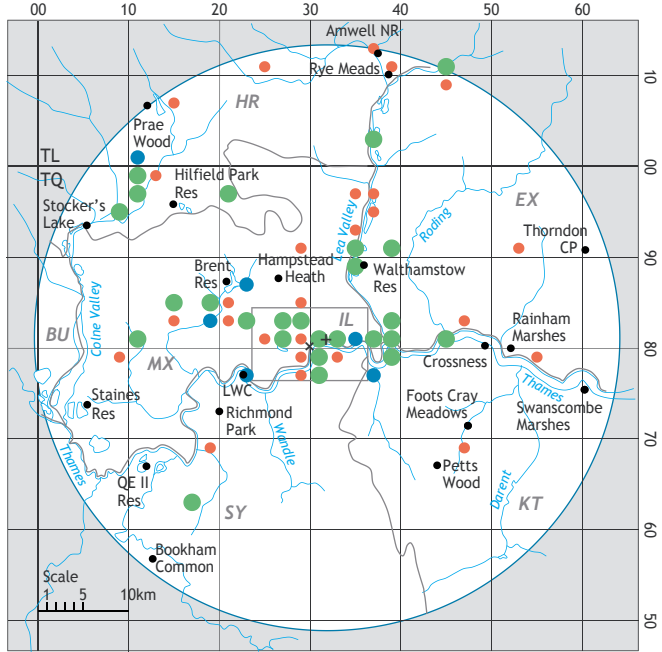 00 10 20 30 40 50 60
Amwell NR
Rye Meads
10
HR
Prae
Wood
TL
00
TQ
Hilfield Park
Res
Stocker's
Lake
EX
Lea Valley
Roding
Thorndon
CP
Hampstead
Heath
Brent
Res
Walthamstow
Res
90
Colne Valley
IL
BU
Rainham
Marshes
80
MX
Crossness
Thames
LWC
Staines
Res
Richmond
Park
Foots Cray
Meadows
Swanscombe
Marshes
70
Wandle
Thames
QE II
Res
Petts
Wood
Darent
SY
KT
60
Bookham
Common
Scale
1 5 10km
50